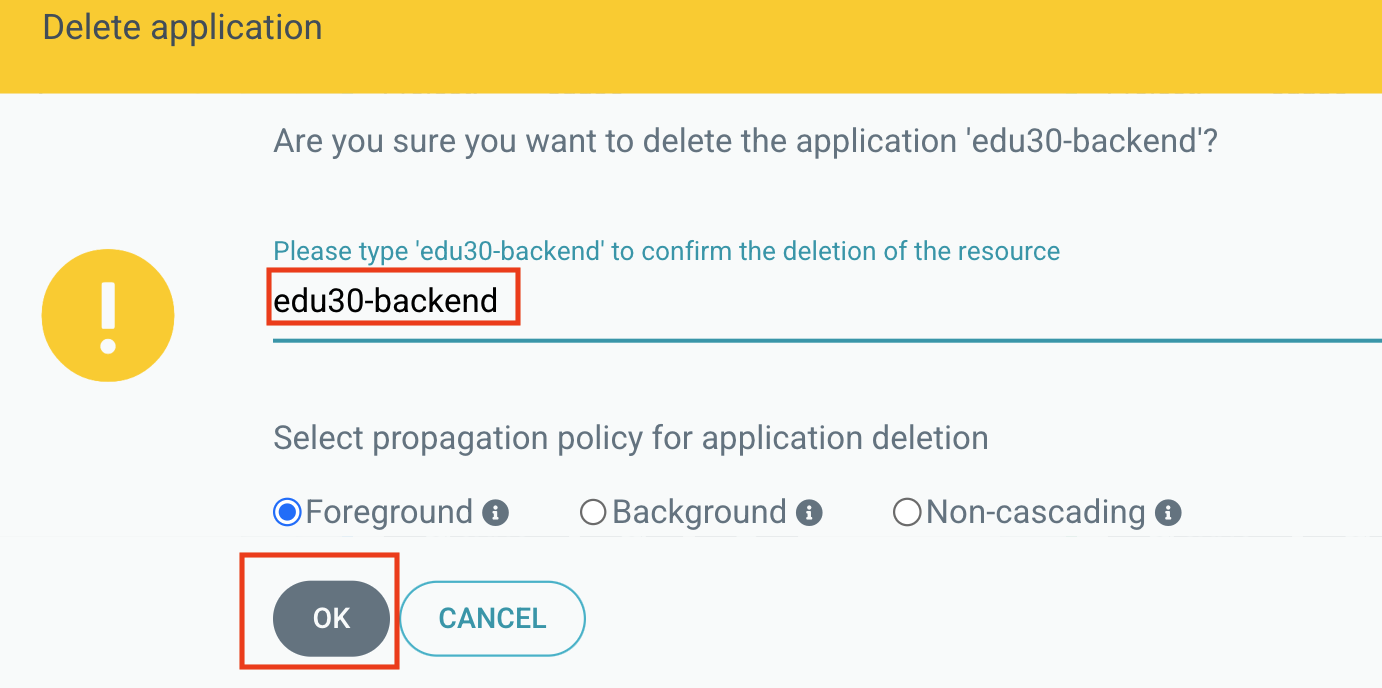 Delete application
Are you sure you want to delete the application 'edu30-backend'?
Please type 'edu30-backend' to confirm the deletion of the resource
edu30-backend
Select propagation policy for application deletion
Foreground Background Non-cascading
OK CANCEL